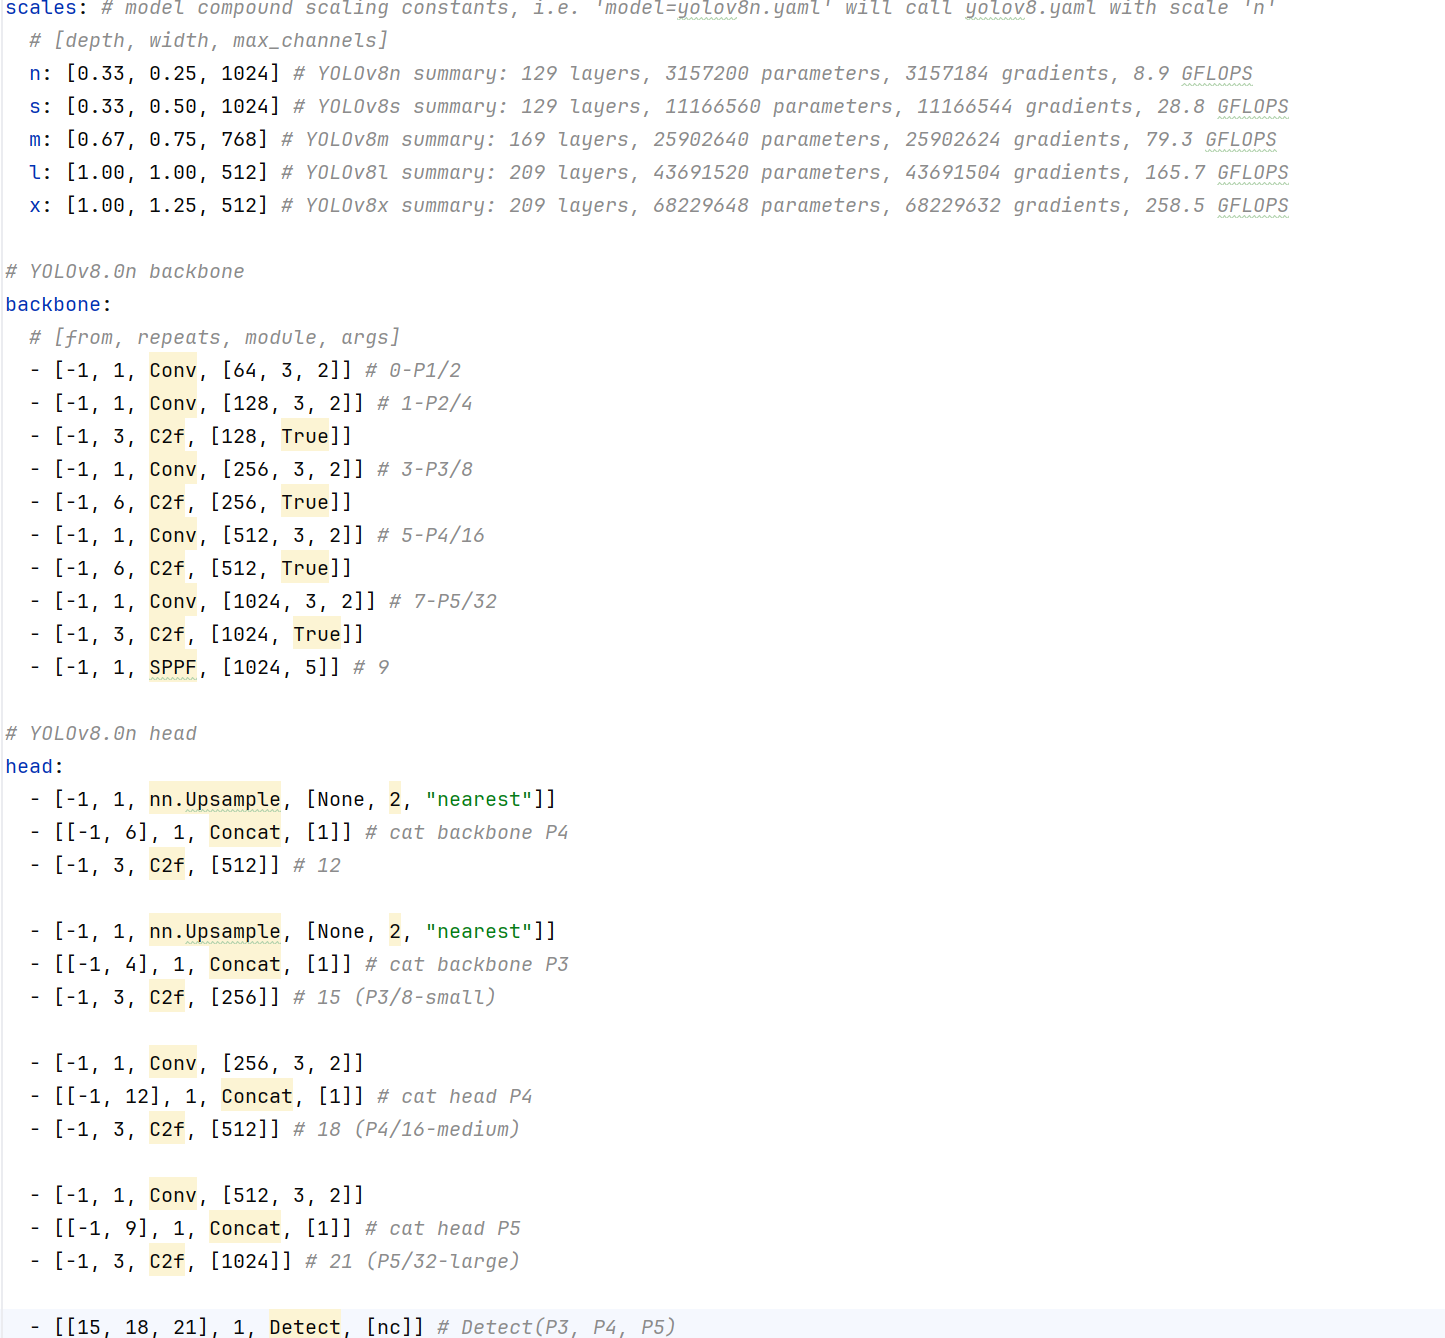 scales: # model compound scaling constants, i.e. 'model=yolov8n.yaml' will call yolov8.yaml with scale 'n'
  # [depth, width, max_channels]
  n: [0.33, 0.25, 1024] # YOLOv8n summary: 129 layers, 3157200 parameters, 3157184 gradients, 8.9 GFLOPS
  s: [0.33, 0.50, 1024] # YOLOv8s summary: 129 layers, 11166560 parameters, 11166544 gradients, 28.8 GFLOPS
  m: [0.67, 0.75, 768] # YOLOv8m summary: 169 layers, 25902640 parameters, 25902624 gradients, 79.3 GFLOPS
  l: [1.00, 1.00, 512] # YOLOv8l summary: 209 layers, 43691520 parameters, 43691504 gradients, 165.7 GFLOPS
  x: [1.00, 1.25, 512] # YOLOv8x summary: 209 layers, 68229648 parameters, 68229632 gradients, 258.5 GFLOPS

# YOLOv8.0n backbone
backbone:
  # [from, repeats, module, args]
  - [-1, 1, Conv, [64, 3, 2]] # 0-P1/2
  - [-1, 1, Conv, [128, 3, 2]] # 1-P2/4
  - [-1, 3, C2f, [128, True]]
  - [-1, 1, Conv, [256, 3, 2]] # 3-P3/8
  - [-1, 6, C2f, [256, True]]
  - [-1, 1, Conv, [512, 3, 2]] # 5-P4/16
  - [-1, 6, C2f, [512, True]]
  - [-1, 1, Conv, [1024, 3, 2]] # 7-P5/32
  - [-1, 3, C2f, [1024, True]]
  - [-1, 1, SPPF, [1024, 5]] # 9

# YOLOv8.0n head
head:
  - [-1, 1, nn.Upsample, [None, 2, "nearest"]]
  - [[-1, 6], 1, Concat, [1]] # cat backbone P4
  - [-1, 3, C2f, [512]] # 12

  - [-1, 1, nn.Upsample, [None, 2, "nearest"]]
  - [[-1, 4], 1, Concat, [1]] # cat backbone P3
  - [-1, 3, C2f, [256]] # 15 (P3/8-small)

  - [-1, 1, Conv, [256, 3, 2]]
  - [[-1, 12], 1, Concat, [1]] # cat head P4
  - [-1, 3, C2f, [512]] # 18 (P4/16-medium)

  - [-1, 1, Conv, [512, 3, 2]]
  - [[-1, 9], 1, Concat, [1]] # cat head P5
  - [-1, 3, C2f, [1024]] # 21 (P5/32-large)

  - [[15, 18, 21], 1, Detect, [nc]] # Detect(P3, P4, P5)